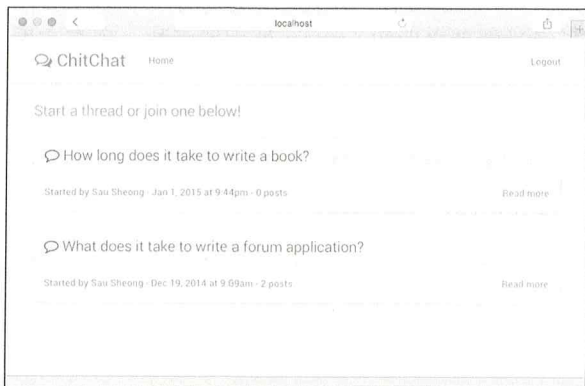 localhost
ChitChat Home Logout
Start a thread or join one below!
How long does it take to write a book?
Started by Sau Sheong - Jan 1, 2015 at 9:44pm - 0 posts Read more
What does it take to write a forum application?
Started by Sau Sheong - Dec 19, 2014 at 9:09am - 2 posts Read more